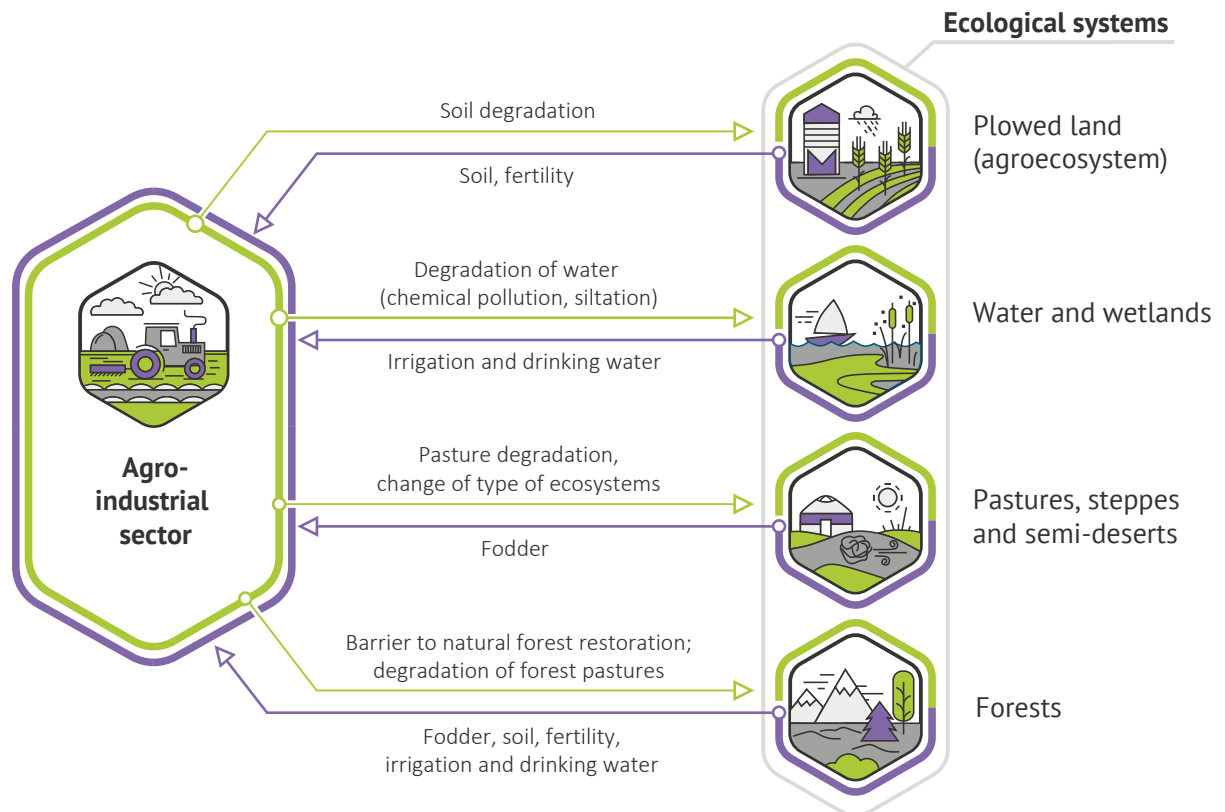 Ecological systems
Soil degradation
Soil, fertility
Plowed land
(agroecosystem)
Degradation of water
(chemical pollution, siltation)
Irrigation and drinking water
Water and wetlands
Agro-
industrial
sector
Pasture degradation,
change of type of ecosystems
Fodder
Pastures, steppes
and semi-deserts
Barrier to natural forest restoration;
degradation of forest pastures
Fodder, soil, fertility,
irrigation and drinking water
Forests